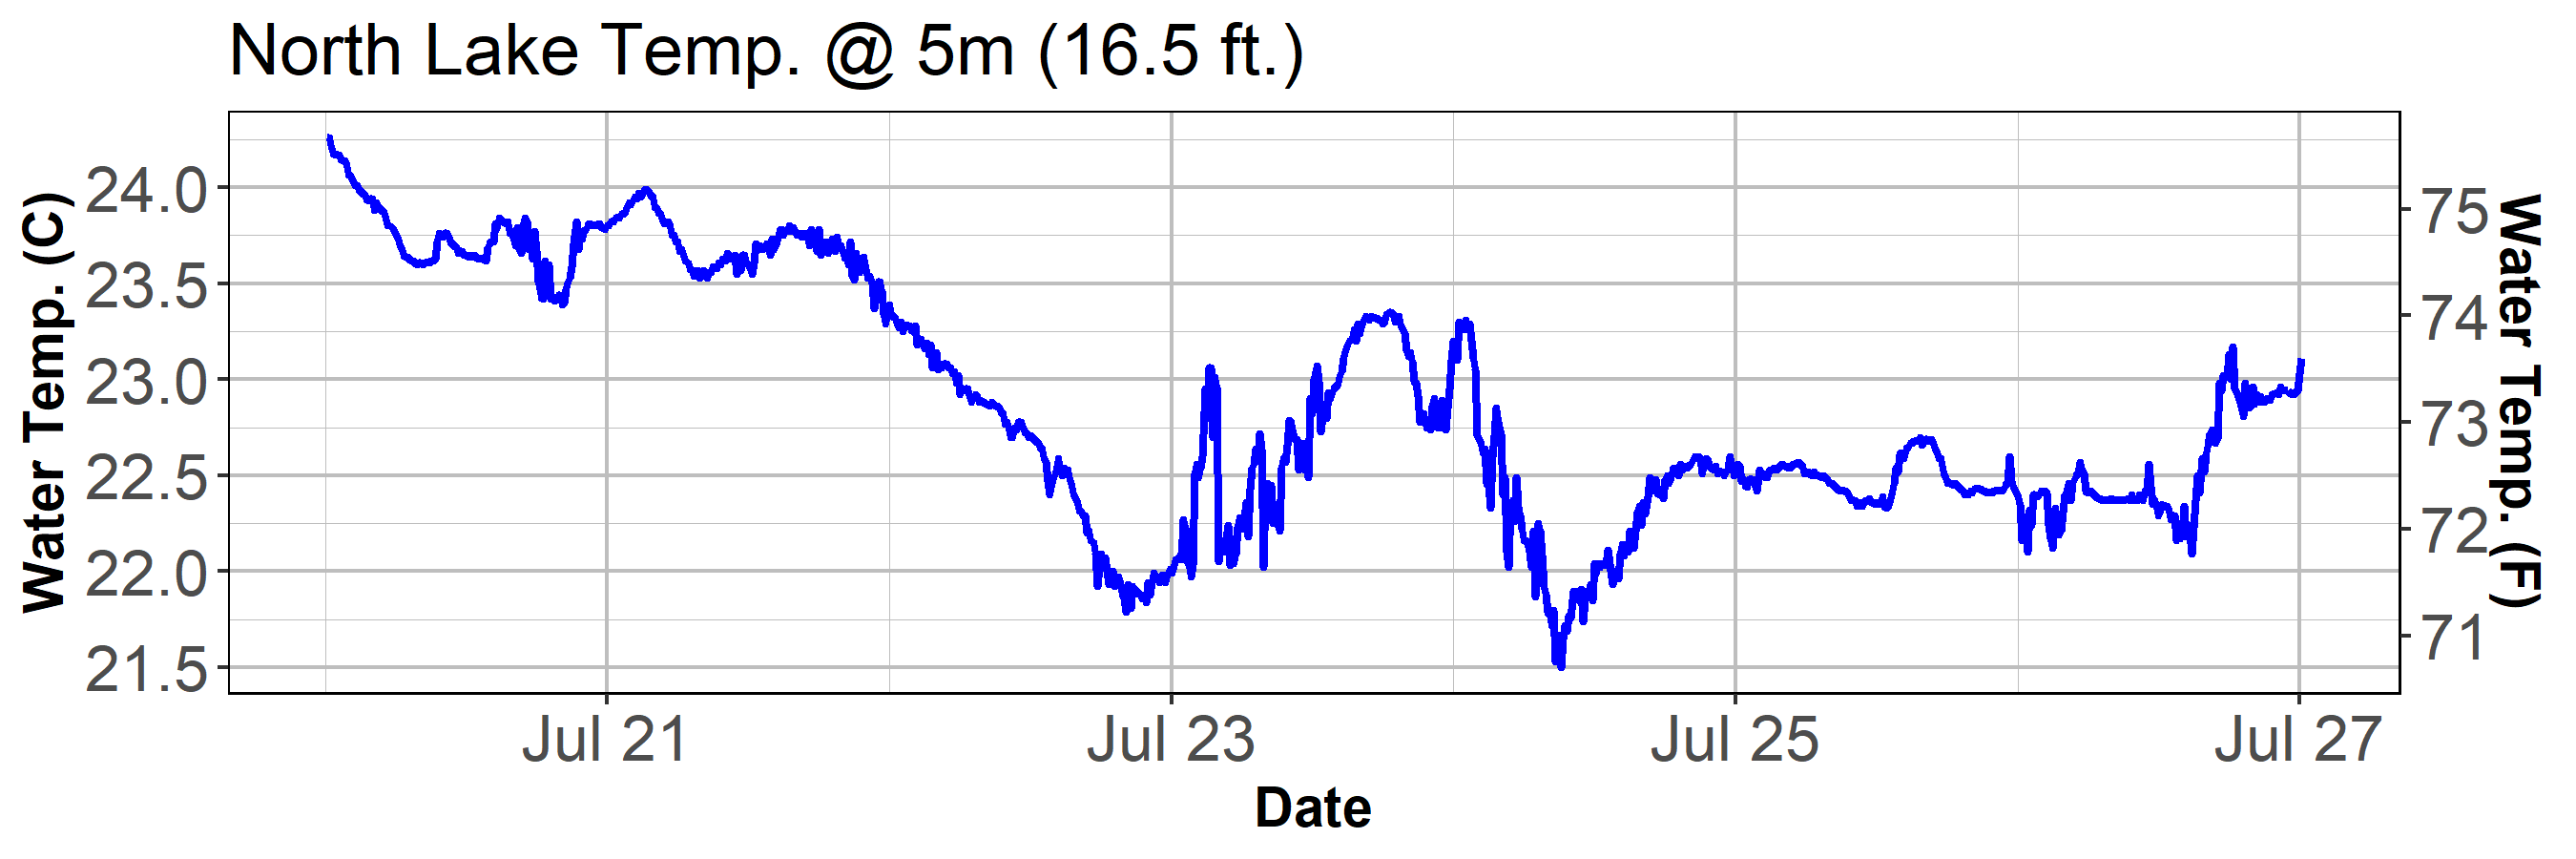 North Lake Temp. @ 5m (16.5 ft.)
Water Temp. (C)
24.0
23.5
23.0
22.5
22.0
21.5
75
74
73
72
71
Water Temp. (F)
Jul 21
Jul 23
Jul 25
Jul 27
Date